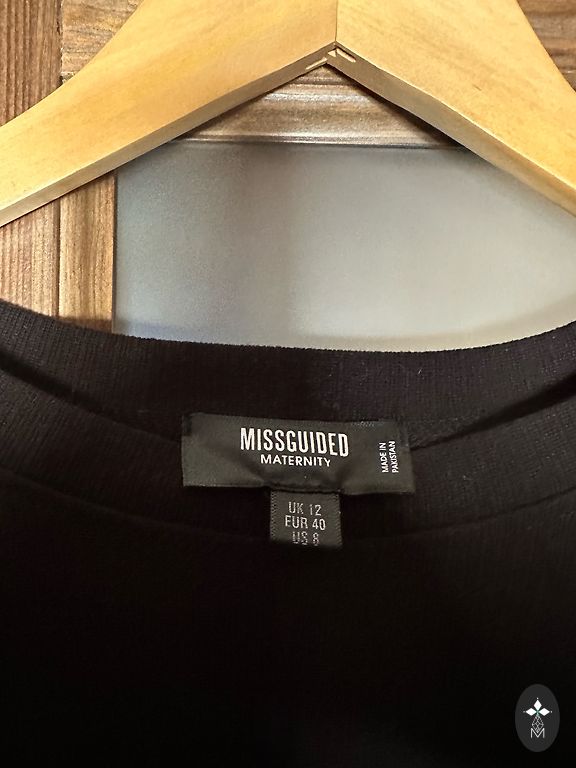 MISSGUIDED
MATERNITY
MADE IN
PAKISTAN
UK 12
EUR 40
US 8